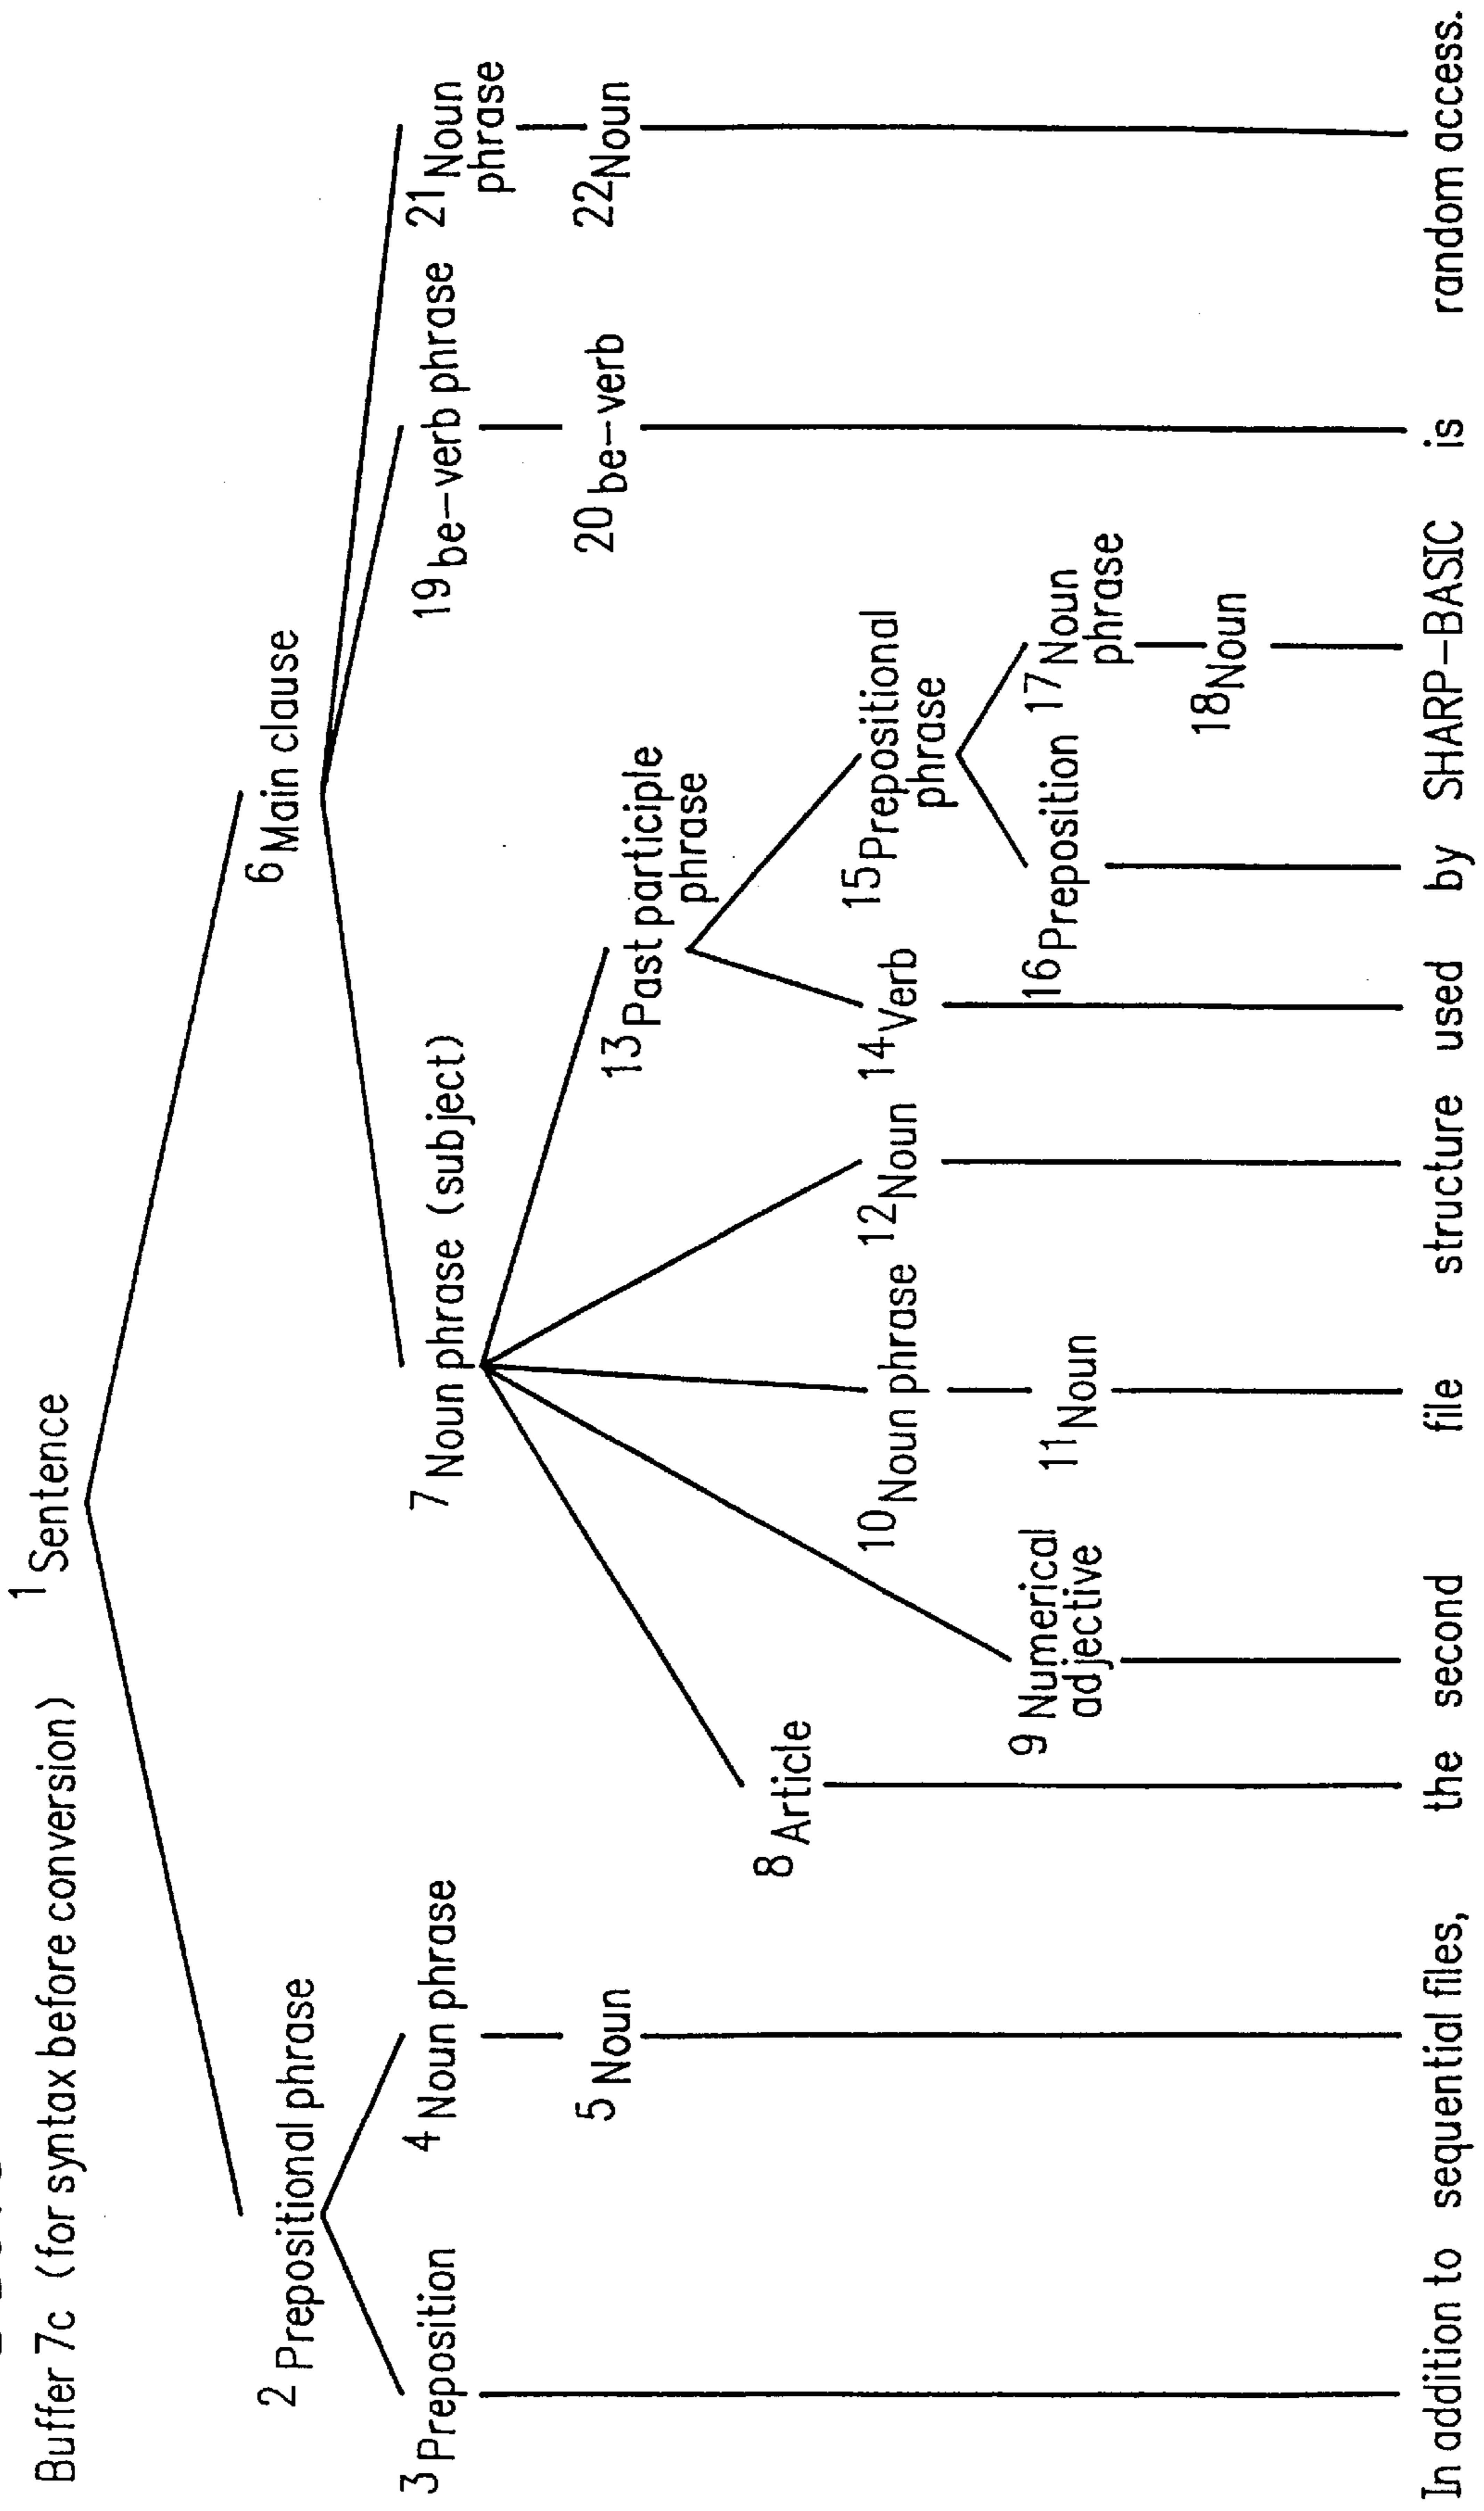 Buffer 7c (for syntax before conversion)
1 Sentence
2 Prepositional phrase
6 Main clause
3 Preposition
4 Noun phrase
7 Noun phrase (subject)
19 be-verb phrase
21 Noun
phrase
5 Noun
13 Past participle
phrase
20 be-verb
22 Noun
8 Article
10 Noun phrase
12 Noun
14 Verb
15 Prepositional
phrase
9 Numerical
adjective
11 Noun
16 Preposition
17 Noun
phrase
18 Noun
In addition to sequential files, the second file structure used by SHARP-BASIC is random access.